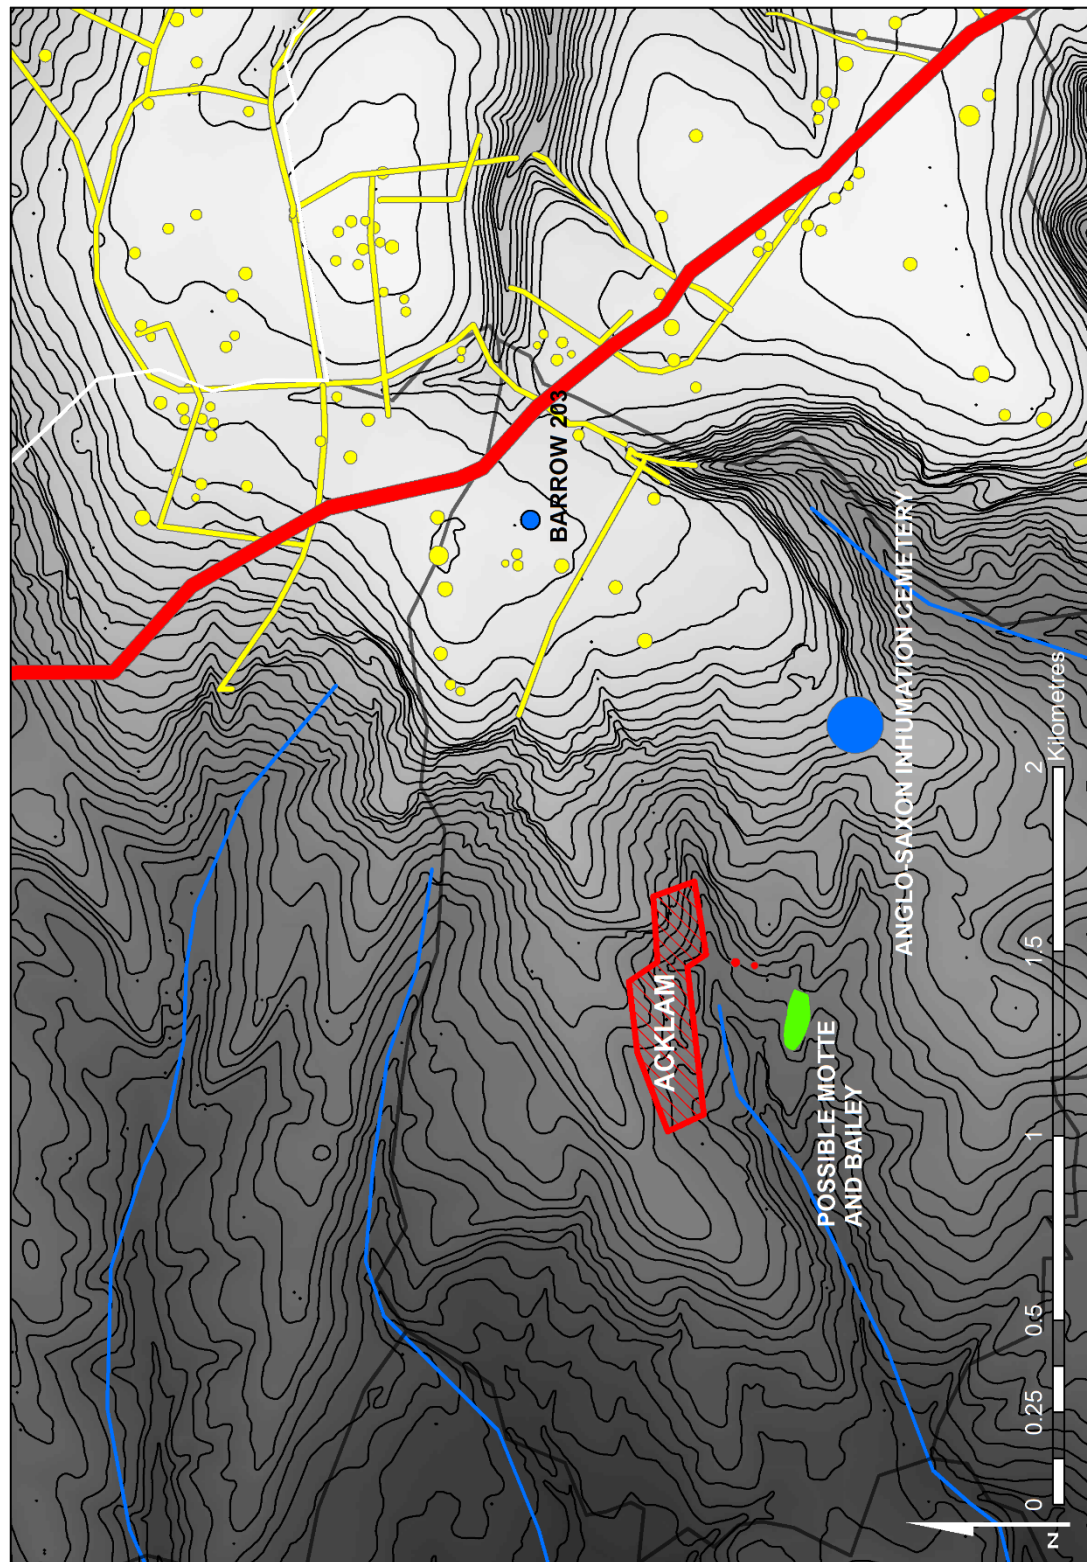 BARROW 203
ACKLAM
POSSIBLE MOTTE
AND BAILEY
ANGLO-SAXON INHUMATION CEMETERY
N
0 0.25 0.5 1 1.5 2
Kilometres